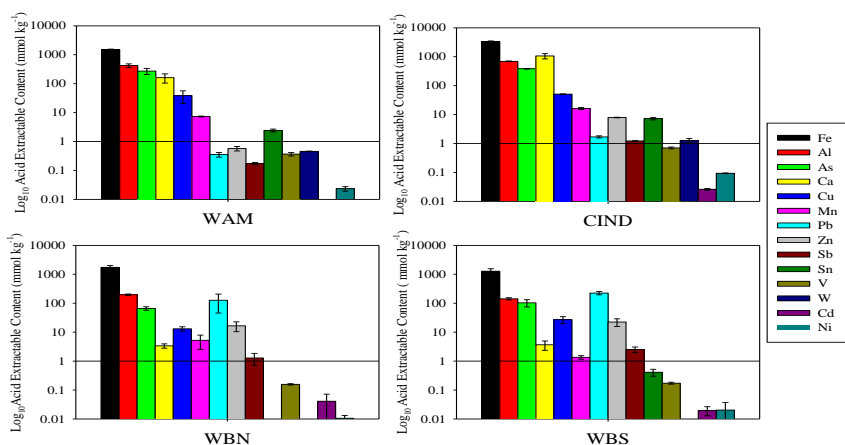 Log10 Acid Extractable Content (mmol kg-1)
10000
1000
100
10
1
0.1
0.01
WAM
Log10 Acid Extractable Content (mmol kg-1)
10000
1000
100
10
1
0.1
0.01
CIND
Log10Acid Extractable Content (mmol kg-1)
10000
1000
100
10
1
0.1
0.01
WBN
Log10 Acid Extractable Content ( mmol kg-1)
10000
1000
100
10
1
0.1
0.01
WBS
Fe
Al
As
Ca
Cu
Mn
Pb
Zn
Sb
Sn
V
W
Cd
Ni